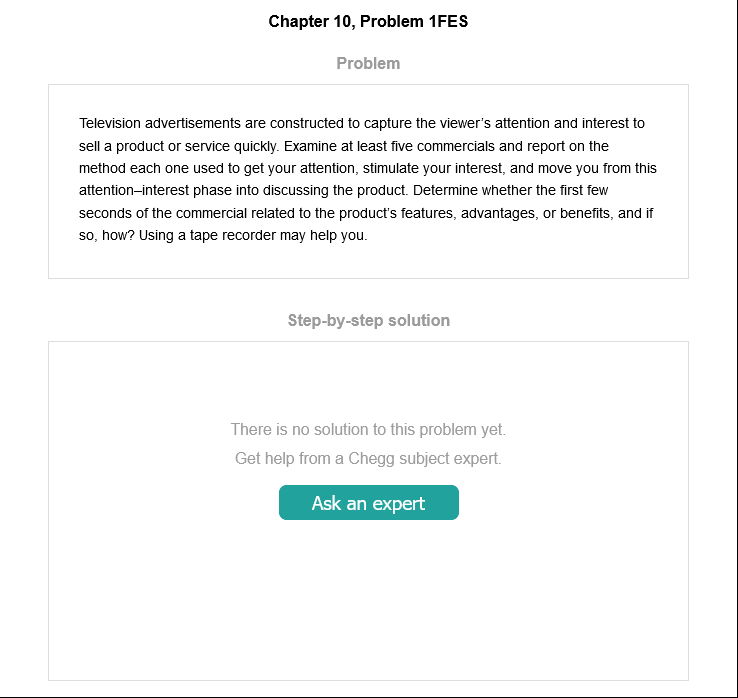 Chapter 10, Problem 1FES
Problem
Television advertisements are constructed to capture the viewer’s attention and interest to
sell a product or service quickly. Examine at least five commercials and report on the
method each one used to get your attention, stimulate your interest, and move you from this
attention–interest phase into discussing the product. Determine whether the first few
seconds of the commercial related to the product’s features, advantages, or benefits, and if
so, how? Using a tape recorder may help you.
Step-by-step solution
There is no solution to this problem yet.
Get help from a Chegg subject expert.
Ask an expert